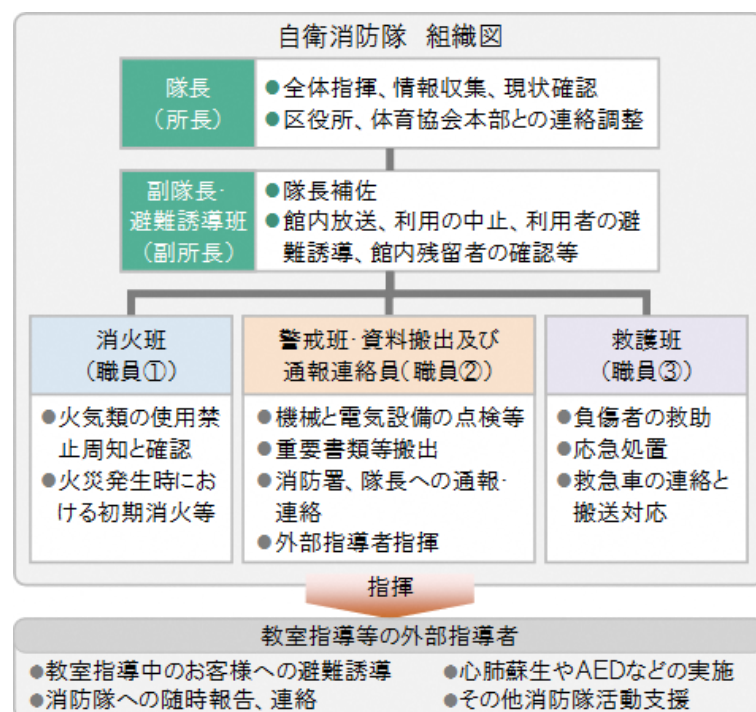 自衛消防隊 組織図
隊長
（所長）
●全体指揮、情報収集、現状確認
●区役所、体育協会本部との連絡調整
副隊長・
避難誘導班
（副所長）
●隊長補佐
●館内放送、利用の中止、利用者の避
難誘導、館内残留者の確認等
消火班
（職員①）
●火気類の使用禁
止周知と確認
●火災発生時にお
ける初期消火等
警戒班・資料搬出及び
通報連絡員（職員②）
●機械と電気設備の点検等
●重要書類等搬出
●消防署、隊長への通報・
連絡
●外部指導者指揮
救護班
（職員③）
●負傷者の救助
●応急処置
●救急車の連絡と
搬送対応
指揮
教室指導等の外部指導者
●教室指導中のお客様への避難誘導
●消防隊への随時報告、連絡
●心肺蘇生やAEDなどの実施
●その他消防隊活動支援